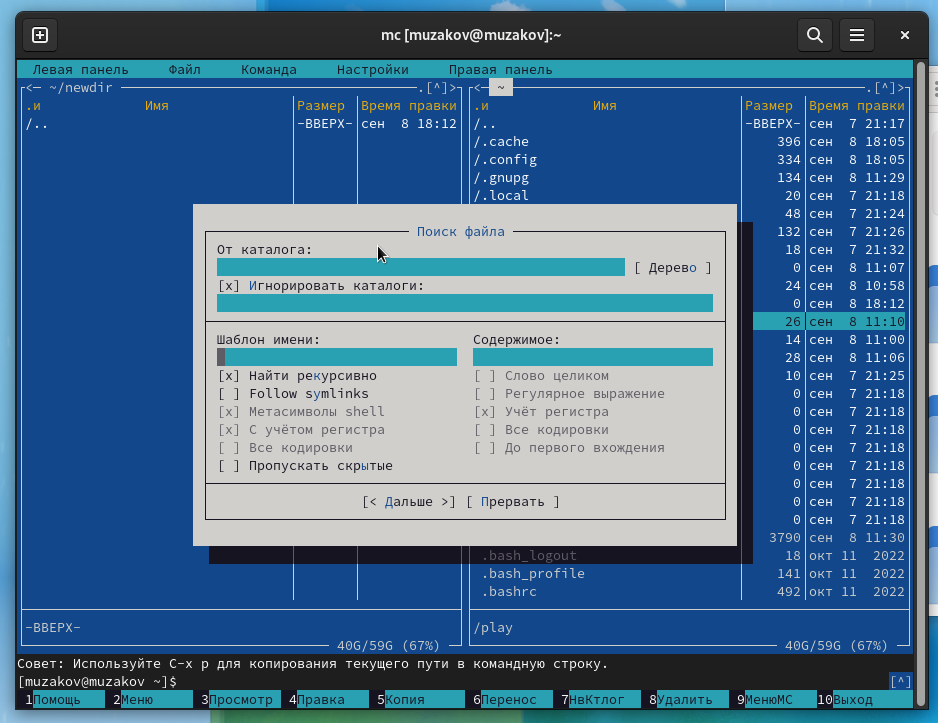 mc [muzakov@muzakov]:~
Левая панель Файл Команда Настройки Правая панель
<— ~/newdir .[^]> <— ~ .[^]>
.и Имя Размер Время правки .и Имя Размер Время правки
/.. -ВВЕРХ- сен 8 18:12 /.. -ВВЕРХ- сен 7 21:17
/.cache 396 сен 8 18:05
/.config 334 сен 8 18:05
/.gnupg 134 сен 8 11:29
/.local 20 сен 7 21:18
48 сен 7 21:24
Поиск файла 132 сен 7 21:26
От каталога: 18 сен 7 21:32
[ Дерево ] 0 сен 8 11:07
[x] Игнорировать каталоги: 24 сен 8 10:58
0 сен 8 18:12
26 сен 8 11:10
Шаблон имени: Содержимое: 14 сен 8 11:00
28 сен 8 11:06
[x] Найти рекурсивно [ ] Слово целиком 10 сен 7 21:25
[ ] Follow symlinks [ ] Регулярное выражение 0 сен 7 21:18
[x] Метасимволы shell [x] Учёт регистра 0 сен 7 21:18
[x] С учётом регистра [ ] Все кодировки 0 сен 7 21:18
[ ] Все кодировки [ ] До первого вхождения 0 сен 7 21:18
[ ] Пропускать скрытые 0 сен 7 21:18
0 сен 7 21:18
[< Дальше >] [ Прервать ] 0 сен 7 21:18
0 сен 7 21:18
3790 сен 8 11:30
.bash_logout 18 окт 11 2022
.bash_profile 141 окт 11 2022
.bashrc 492 окт 11 2022
-ВВЕРХ- /play
40G/59G (67%) 40G/59G (67%)
Совет: Используйте C-x p для копирования текущего пути в командную строку.
[muzakov@muzakov ~]$ [^]
1Помощь 2Меню 3Просмотр 4Правка 5Копия 6Перенос 7НвКтлог 8Удалить 9МенюМС 10Выход